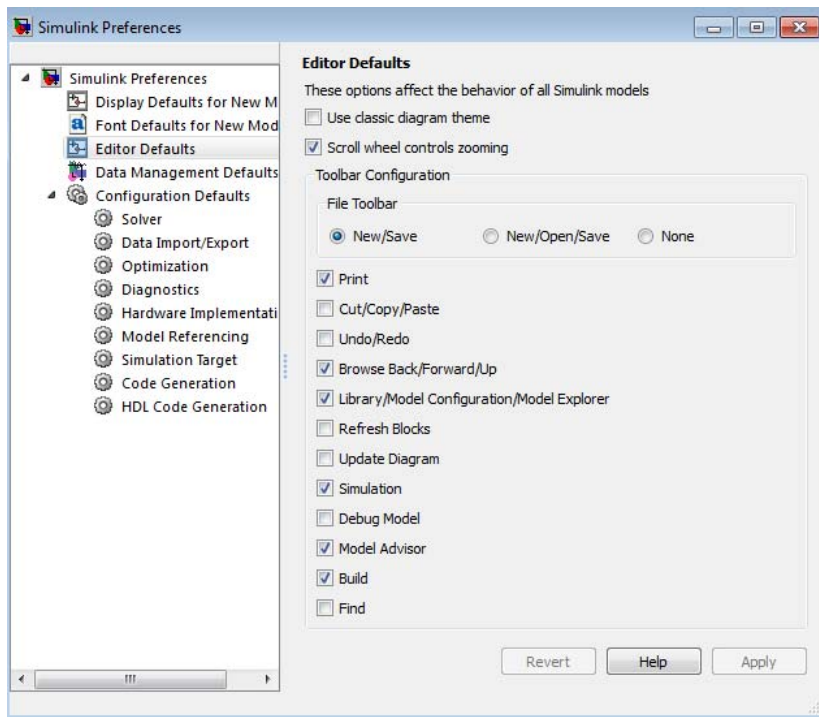 Simulink Preferences
Simulink Preferences
Display Defaults for New M
Font Defaults for New Mod
Editor Defaults
Data Management Defaults
Configuration Defaults
Solver
Data Import/Export
Optimization
Diagnostics
Hardware Implementati
Model Referencing
Simulation Target
Code Generation
HDL Code Generation
Editor Defaults
These options affect the behavior of all Simulink models
Use classic diagram theme
Scroll wheel controls zooming
Toolbar Configuration
File Toolbar
New/Save New/Open/Save None
Print
Cut/Copy/Paste
Undo/Redo
Browse Back/Forward/Up
Library/Model Configuration/Model Explorer
Refresh Blocks
Update Diagram
Simulation
Debug Model
Model Advisor
Build
Find
Revert Help Apply